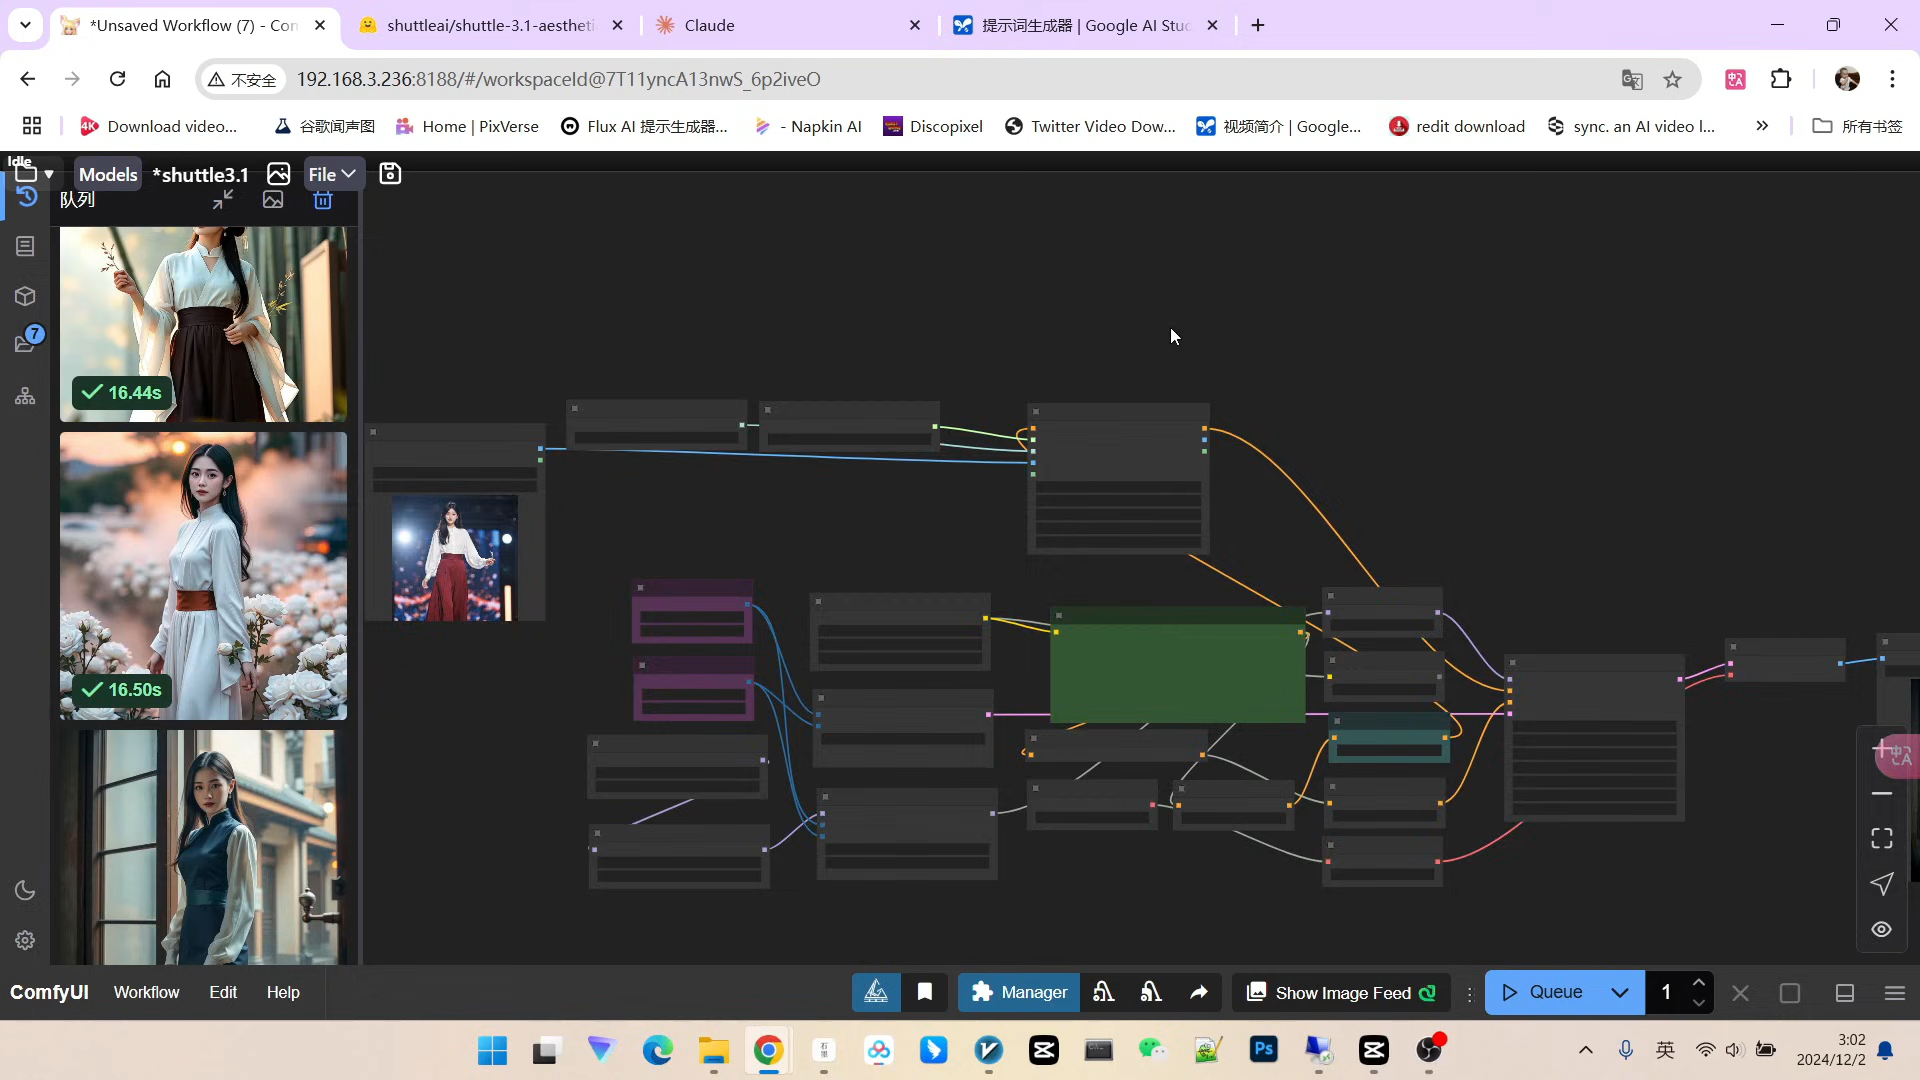 *Unsaved Workflow (7) - Con
shuttleai/shuttle-3.1-aestheti
Claude
提示词生成器 | Google AI Stud
不安全
192.168.3.236:8188/#/workspaceId@7T11yncA13nwS_6p2iveO
Download video...
谷歌闻声图
Home | PixVerse
Flux AI 提示生成器...
- Napkin AI
Discopixel
Twitter Video Dow...
视频简介 | Google...
redit download
sync. an AI video l...
所有书签
Idle
Models
*shuttle3.1
File
队列
16.44s
7
16.50s
ComfyUI
Workflow
Edit
Help
Manager
Show Image Feed
Queue
1
英
3:02
2024/12/2